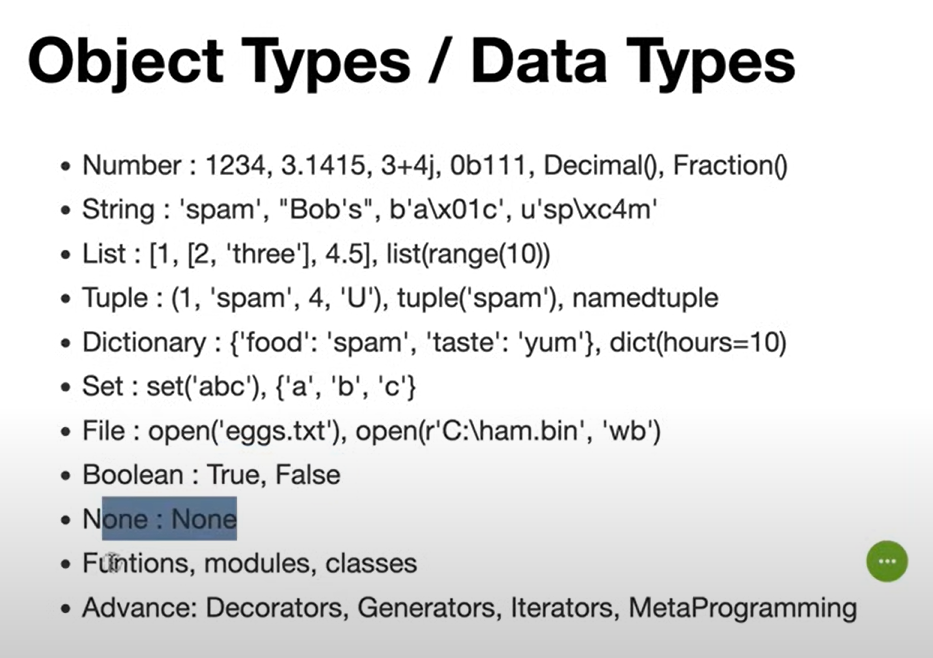 Object Types / Data Types
• Number : 1234, 3.1415, 3+4j, 0b111, Decimal(), Fraction()
• String : 'spam', "Bob's", b'a\x01c', u'sp\xc4m'
• List : [1, [2, 'three'], 4.5], list(range(10))
• Tuple : (1, 'spam', 4, 'U'), tuple('spam'), namedtuple
• Dictionary : {'food': 'spam', 'taste': 'yum'}, dict(hours=10)
• Set : set('abc'), {'a', 'b', 'c'}
• File : open('eggs.txt'), open(r'C:\ham.bin', 'wb')
• Boolean : True, False
• None : None
• Funtions, modules, classes
• Advance: Decorators, Generators, Iterators, MetaProgramming